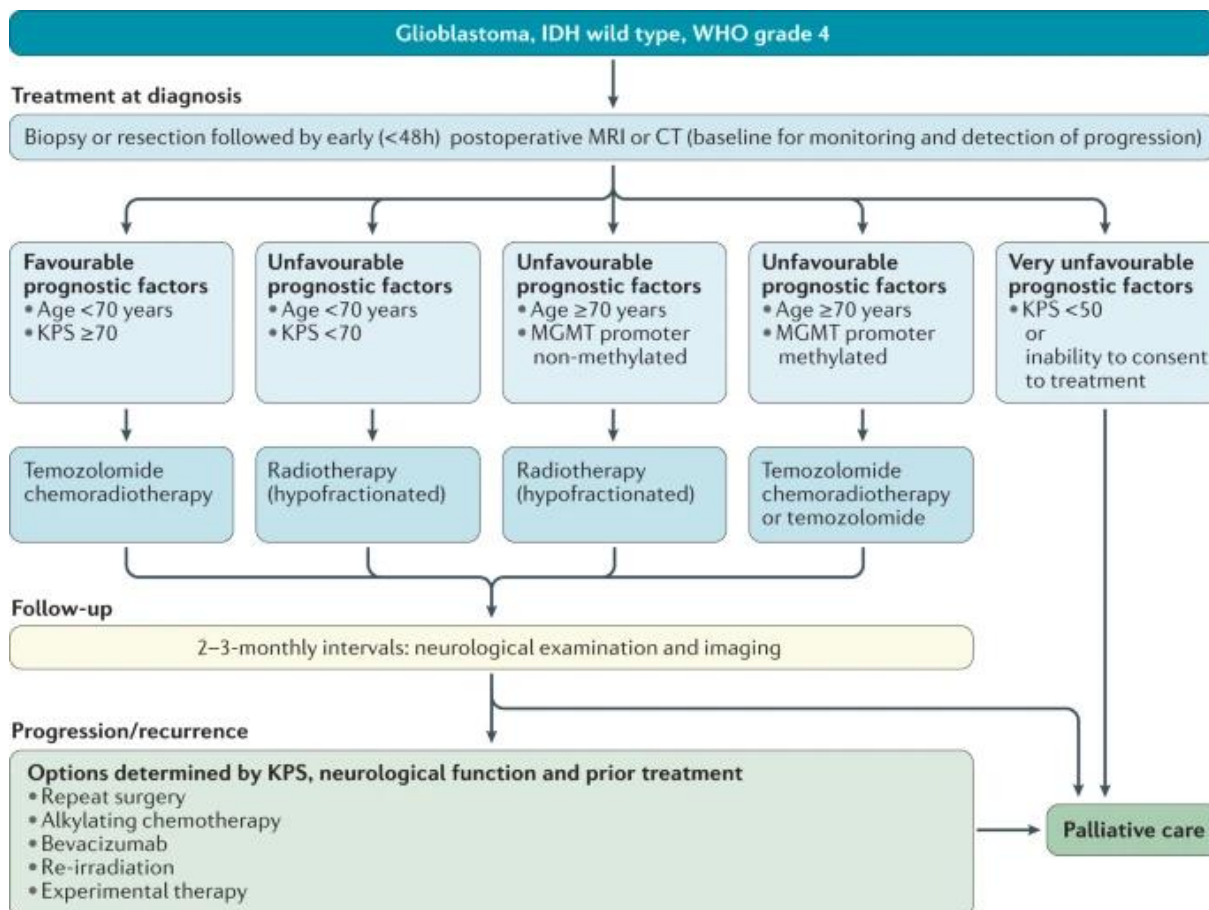 Glioblastoma, IDH wild type, WHO grade 4
Treatment at diagnosis
Biopsy or resection followed by early (<48h) postoperative MRI or CT (baseline for monitoring and detection of progression)
Favourable
prognostic factors
• Age <70 years
• KPS ≥70
Unfavourable
prognostic factors
• Age <70 years
• KPS <70
Unfavourable
prognostic factors
• Age ≥70 years
• MGMT promoter
non-methylated
Unfavourable
prognostic factors
• Age ≥70 years
• MGMT promoter
methylated
Very unfavourable
prognostic factors
• KPS <50
or
inability to consent
to treatment
Temozolomide
chemoradiotherapy
Radiotherapy
(hypofractionated)
Radiotherapy
(hypofractionated)
Temozolomide
chemoradiotherapy
or temozolomide
Follow-up
2–3-monthly intervals: neurological examination and imaging
Progression/recurrence
Options determined by KPS, neurological function and prior treatment
• Repeat surgery
• Alkylating chemotherapy
• Bevacizumab
• Re-irradiation
• Experimental therapy
Palliative care